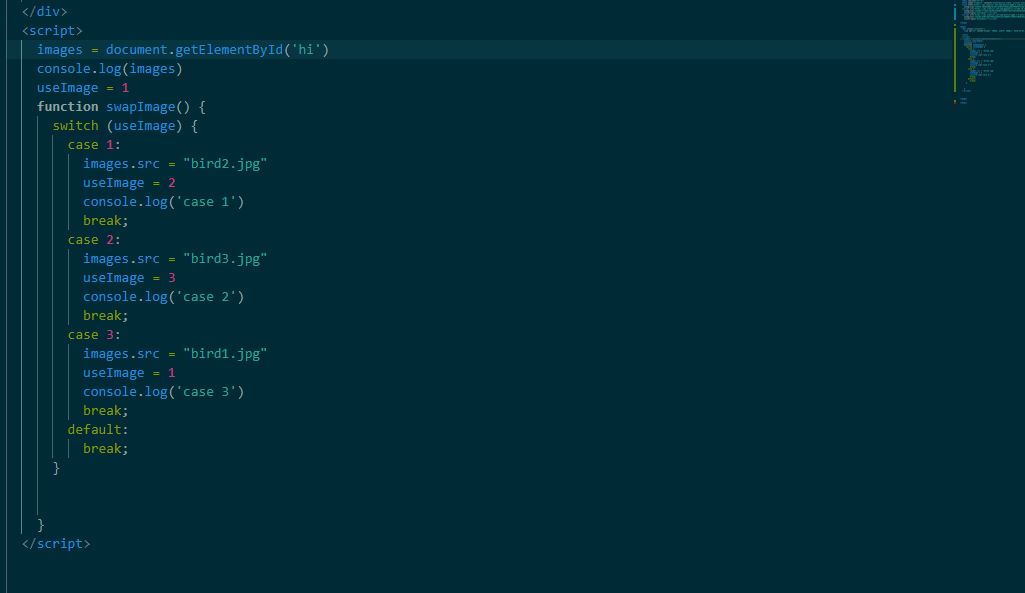 </div>
<script>
images = document.getElementById('hi')
console.log(images)
useImage = 1
function swapImage() {
switch (useImage) {
case 1:
images.src = "bird2.jpg"
useImage = 2
console.log('case 1')
break;
case 2:
images.src = "bird3.jpg"
useImage = 3
console.log('case 2')
break;
case 3:
images.src = "bird1.jpg"
useImage = 1
console.log('case 3')
break;
default:
break;
}
}
</script>